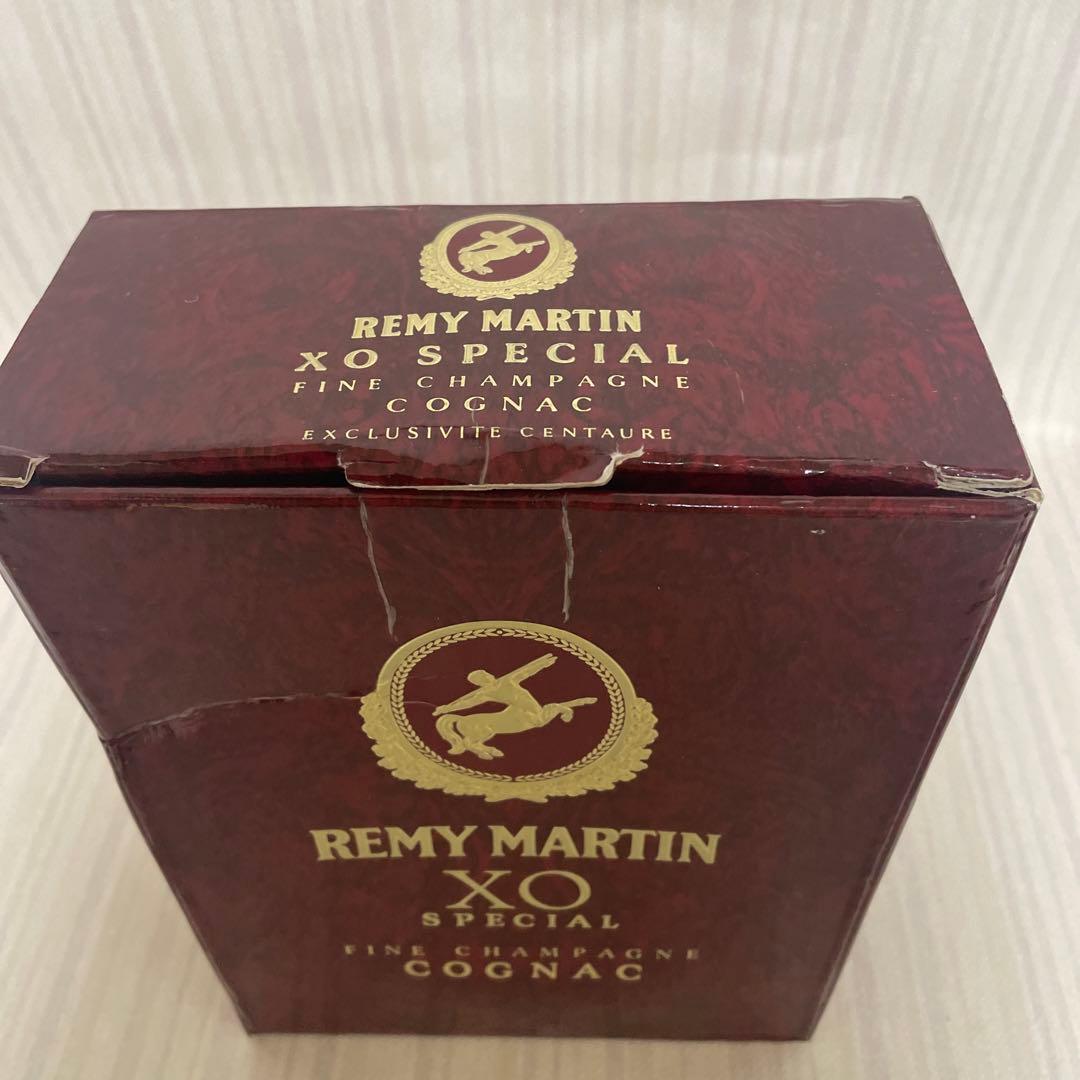 REMY MARTIN
XO SPECIAL
FINE CHAMPAGNE
COGNAC
EXCLUSIVITE CENTAURE
REMY MARTIN
XO
SPECIAL
FINE CHAMPAGNE
COGNAC